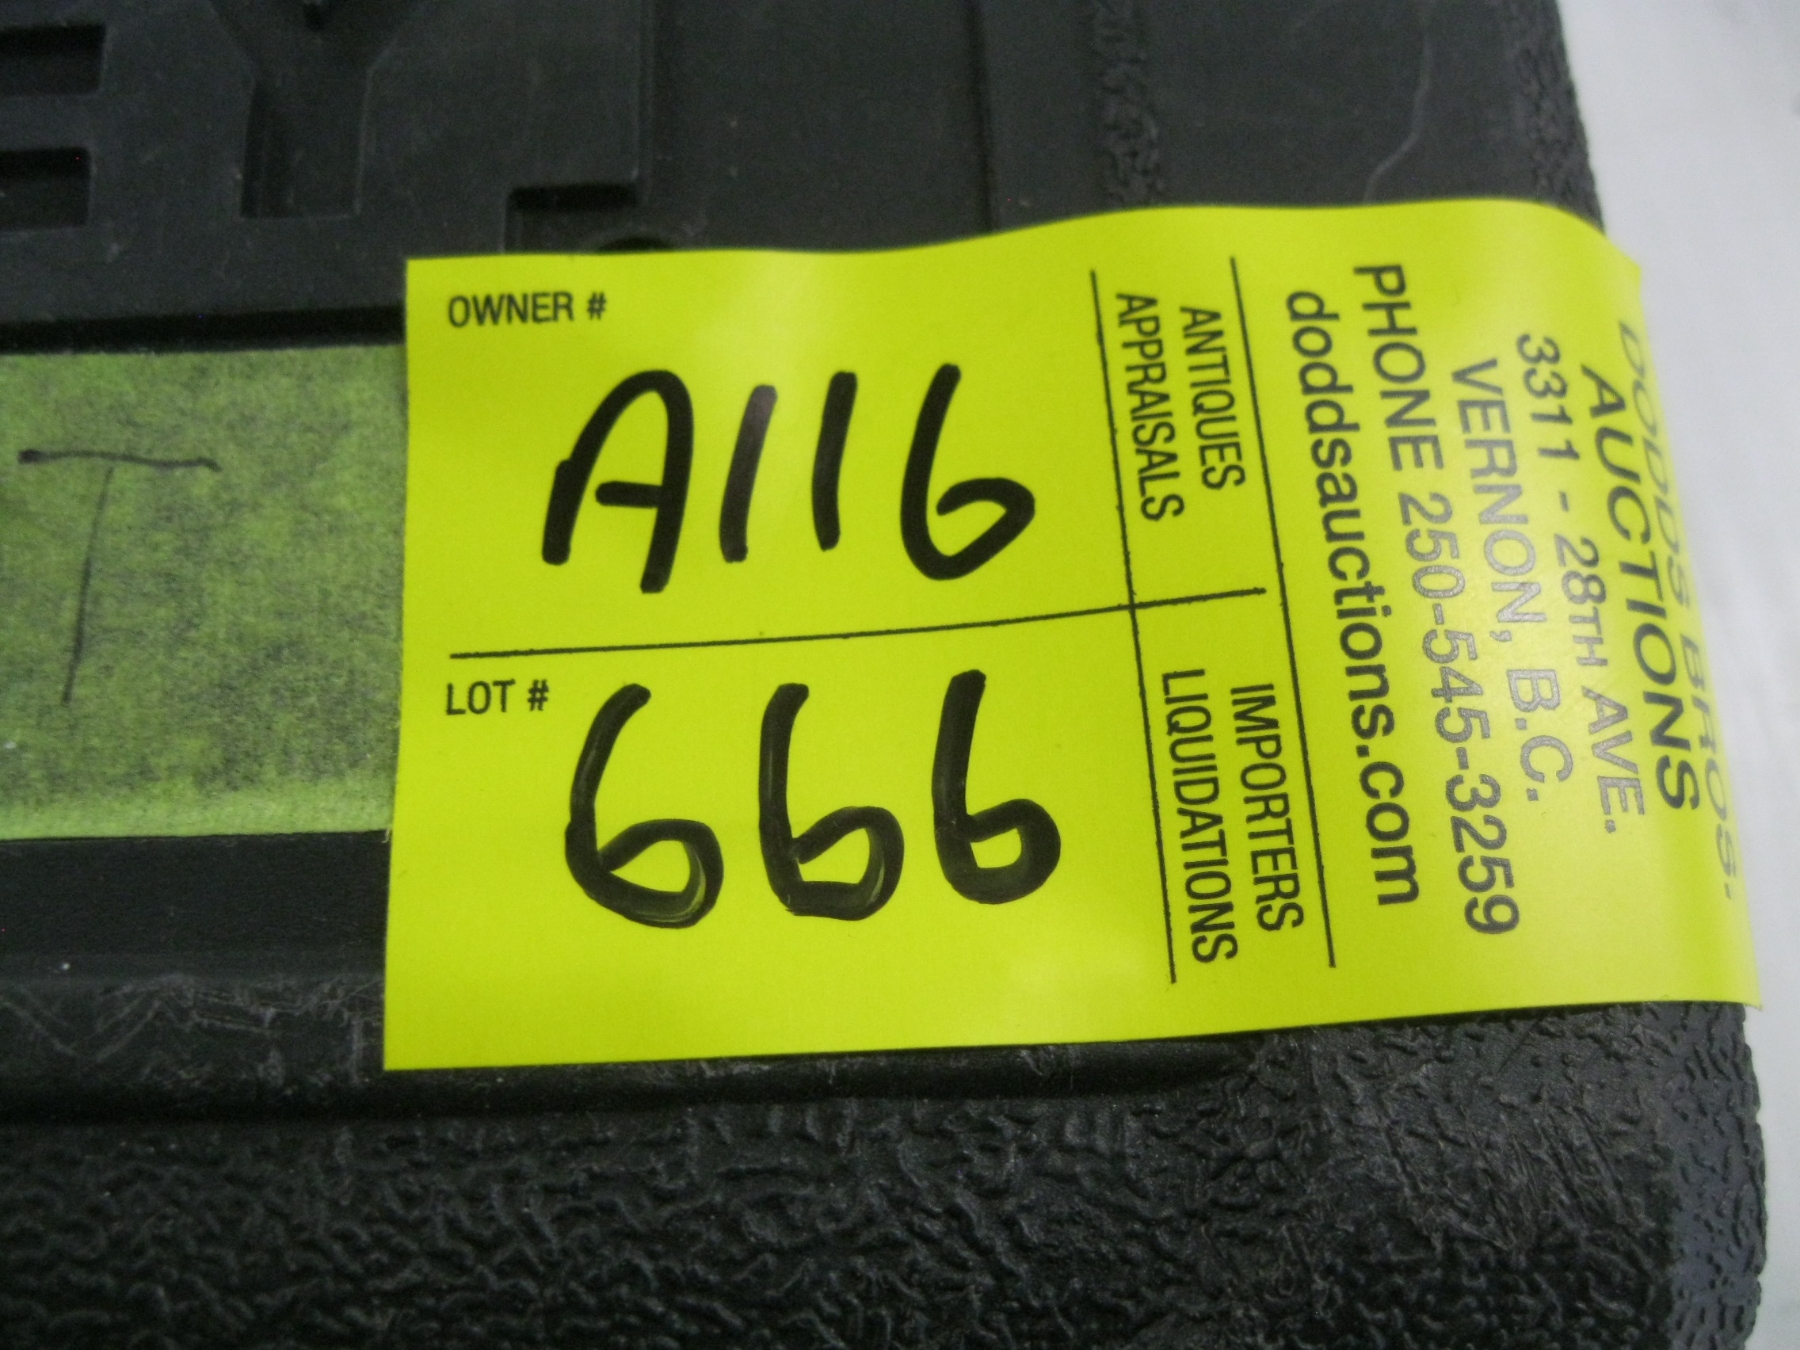 EY
T
OWNER #
A116
LOT #
666
ANTIQUES
APPRAISALS
IMPORTERS
LIQUIDATIONS
DODDS BROS.
AUCTIONS
3311 - 28TH AVE.
VERNON, B.C.
PHONE 250-545-3259
doddsauctions.com